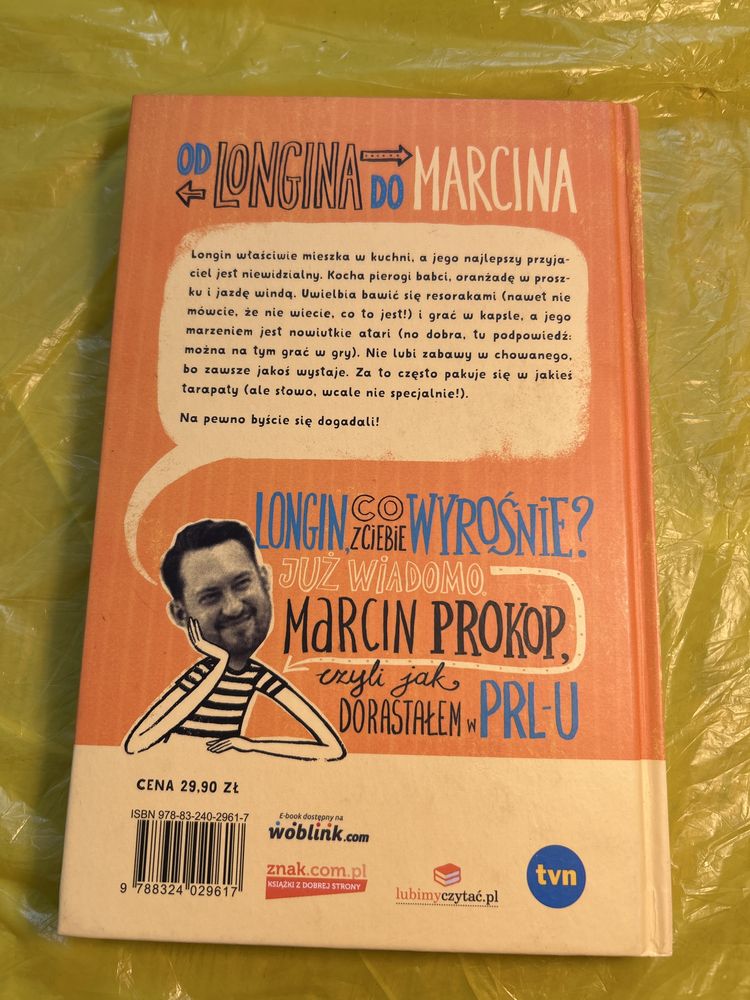 OD LONGINA
DO MARCINA
Longin właściwie mieszka w kuchni, a jego najlepszy przyja-
ciel jest niewidzialny. Kocha pierogi babci, oranżadę w prosz-
ku i jazdę windą. Uwielbia bawić się resorakami (nawet nie
mówcie, że nie wiecie, co to jest!) i grać w kapsle, a jego
marzeniem jest nowiutkie atari (no dobra, tu podpowiedź:
można na tym grać w gry). Nie lubi zabawy w chowanego,
bo zawsze jakoś wystaje. Za to często pakuje się w jakieś
tarapaty (ale słowo, wcale nie specjalnie!).
Na pewno byście się dogadali!
LONGIN, CO Z CIEBIE WYROŚNIE?
JUŻ WIADOMO.
MARCIN PROKOP,
czyli jak
DORASTAŁEM W PRL-U
CENA 29,90 ZŁ
ISBN 978-83-240-2961-7
9 788324 029617
E-book dostępny na
woblink.com
znak.com.pl
KSIĄŻKI Z DOBREJ STRONY
lubimyczytać.pl
tvn